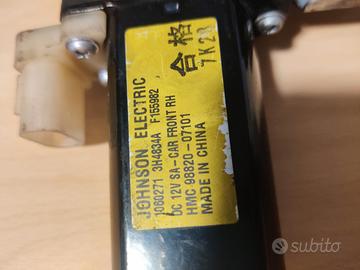 JOHNSON ELECTRIC
1060271 3H4834A F155982
DC 12V SA-CAR FRONT RH
HMC 98820-07101
MADE IN CHINA
合格
7K28
subito